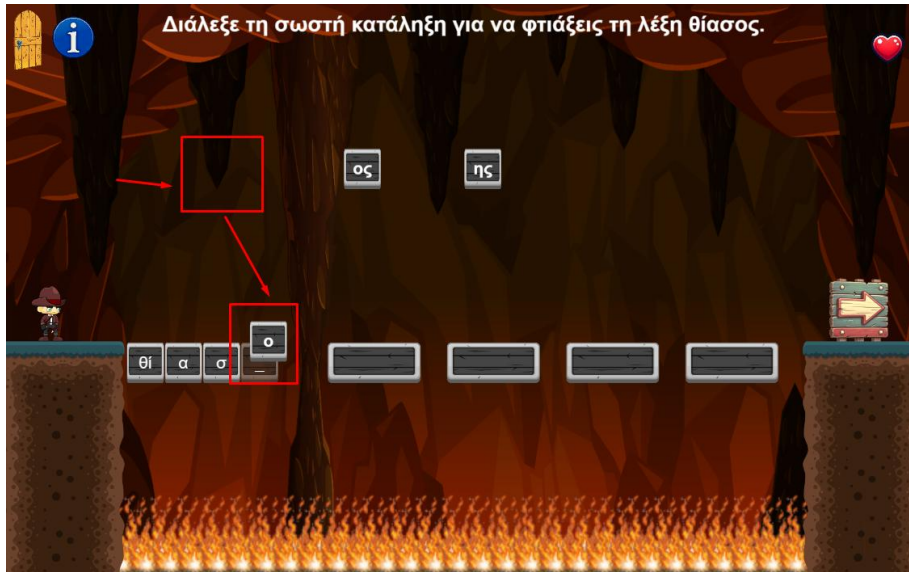 Διάλεξε τη σωστή κατάληξη για να φτιάξεις τη λέξη θίασος.
ος ης
ο
θί α σ _